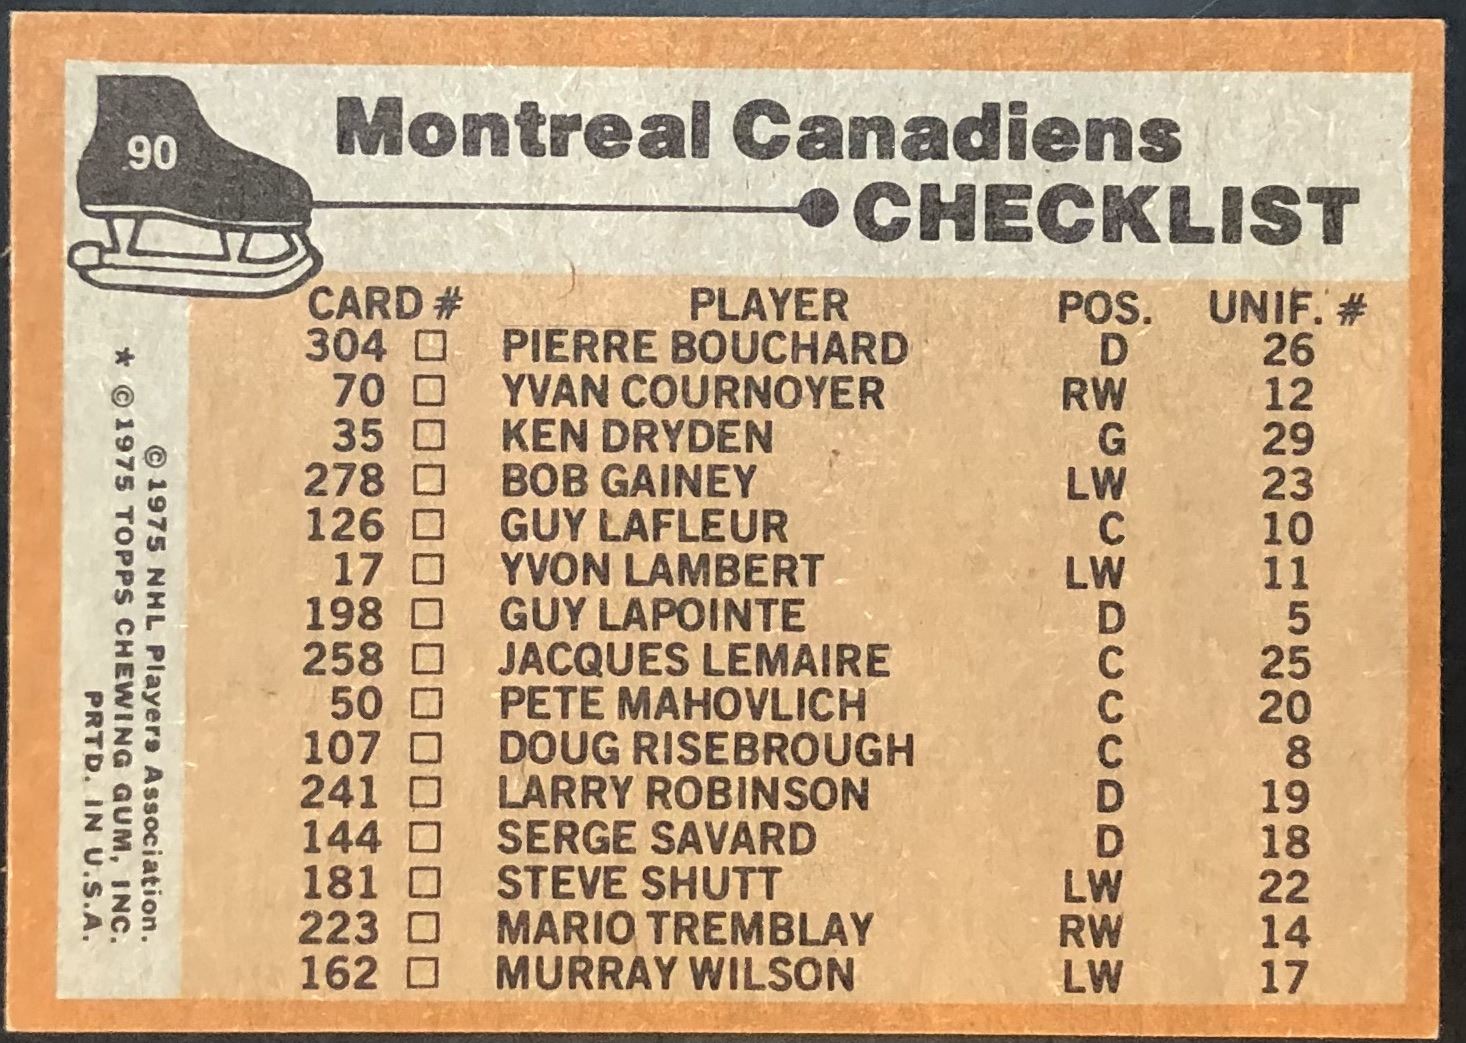 90
Montreal Canadiens
CHECKLIST
CARD # PLAYER POS. UNIF. #
304 □ PIERRE BOUCHARD D 26
70 □ YVAN COURNOYER RW 12
35 □ KEN DRYDEN G 29
278 □ BOB GAINEY LW 23
126 □ GUY LAFLEUR C 10
17 □ YVON LAMBERT LW 11
198 □ GUY LAPOINTE D 5
258 □ JACQUES LEMAIRE C 25
50 □ PETE MAHOVLICH C 20
107 □ DOUG RISEBROUGH C 8
241 □ LARRY ROBINSON D 19
144 □ SERGE SAVARD D 18
181 □ STEVE SHUTT LW 22
223 □ MARIO TREMBLAY RW 14
162 □ MURRAY WILSON LW 17
©1975 NHL Players Association.
* ©1975 TOPPS CHEWING GUM, INC.
PRTD. IN U.S.A.